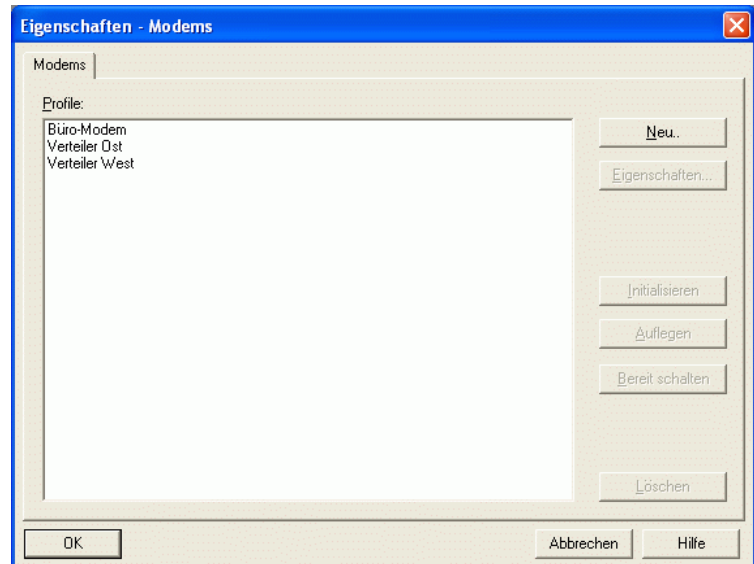 Eigenschaften - Modems
Modems
Profile:
Büro-Modem
Verteiler Ost
Verteiler West
Neu..
Eigenschaften...
Initialisieren
Auflegen
Bereit schalten
Löschen
OK
Abbrechen
Hilfe